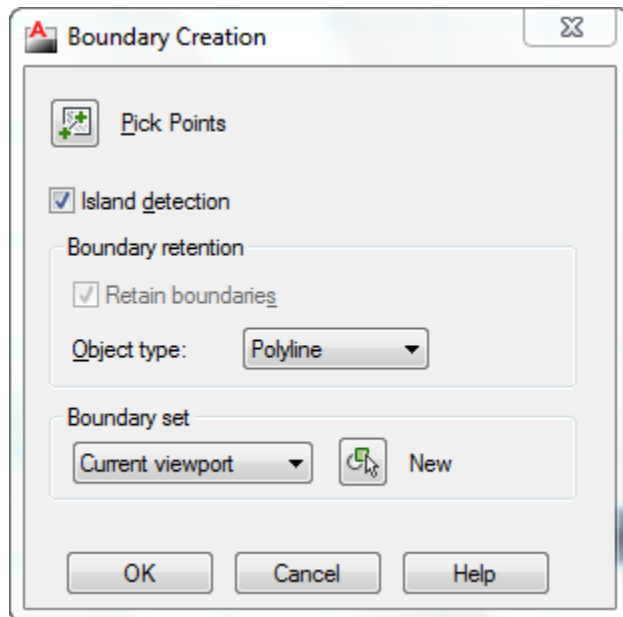 Boundary Creation
Pick Points
Island detection
Boundary retention
Retain boundaries
Object type: Polyline
Boundary set
Current viewport New
OK Cancel Help